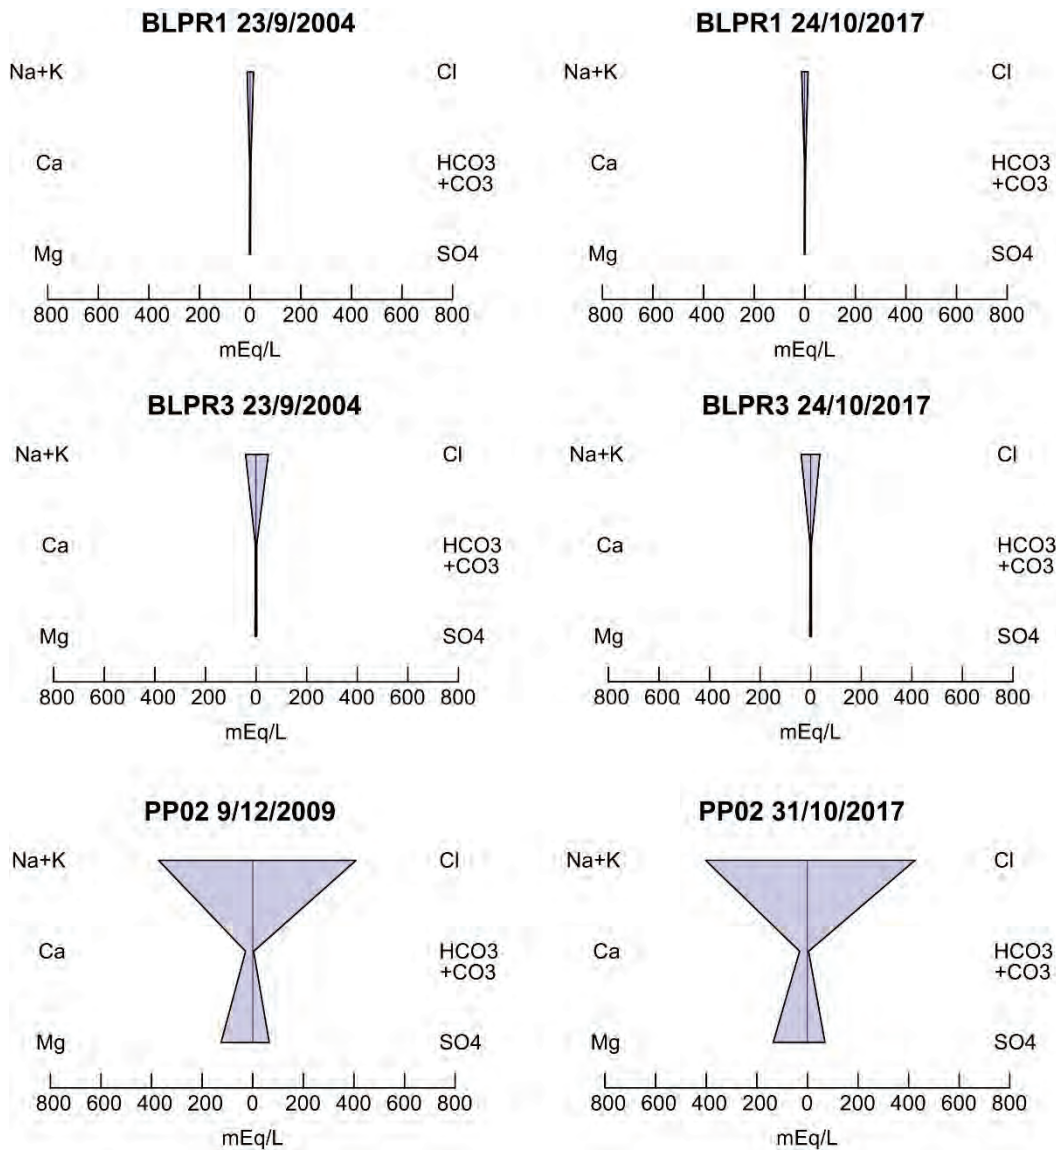 BLPR1 23/9/2004
Na+K Cl
Ca HCO3
+CO3
Mg SO4
800 600 400 200 0 200 400 600 800
mEq/L
BLPR1 24/10/2017
Na+K Cl
Ca HCO3
+CO3
Mg SO4
800 600 400 200 0 200 400 600 800
mEq/L
BLPR3 23/9/2004
Na+K Cl
Ca HCO3
+CO3
Mg SO4
800 600 400 200 0 200 400 600 800
mEq/L
BLPR3 24/10/2017
Na+K Cl
Ca HCO3
+CO3
Mg SO4
800 600 400 200 0 200 400 600 800
mEq/L
PP02 9/12/2009
Na+K Cl
Ca HCO3
+CO3
Mg SO4
800 600 400 200 0 200 400 600 800
mEq/L
PP02 31/10/2017
Na+K Cl
Ca HCO3
+CO3
Mg SO4
800 600 400 200 0 200 400 600 800
mEq/L